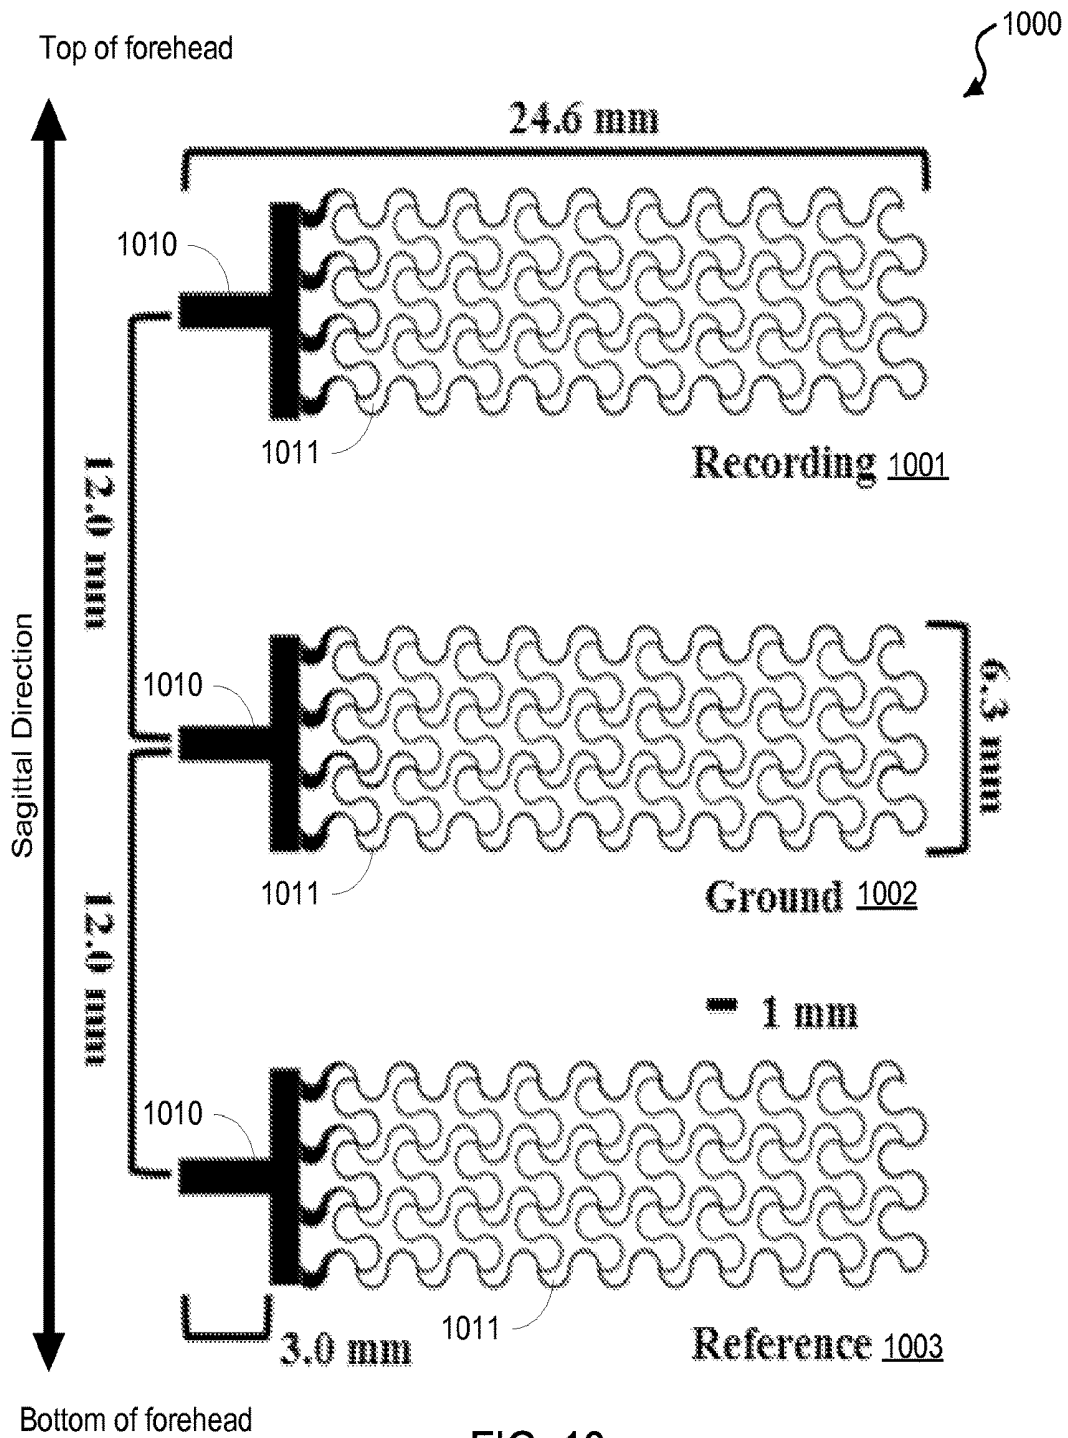 1000
Top of forehead
24.6 mm
1010
1011
Recording 1001
12.0 mm
Sagittal Direction
1010
6.3 mm
1011
Ground 1002
12.0 mm
1 mm
1010
1011
3.0 mm
Reference 1003
Bottom of forehead